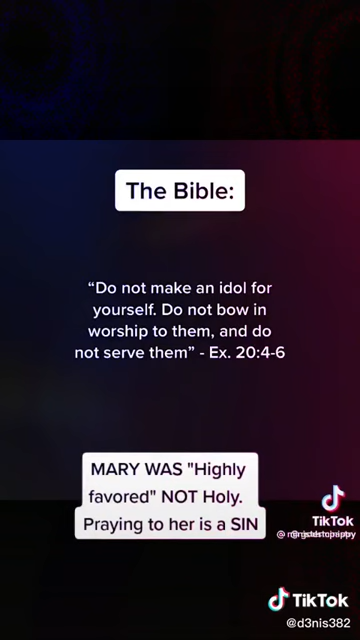 The Bible:
“Do not make an idol for
yourself. Do not bow in
worship to them, and do
not serve them” - Ex. 20:4-6
MARY WAS "Highly
favored" NOT Holy.
Praying to her is a SIN
TikTok
TikTok
@d3nis382